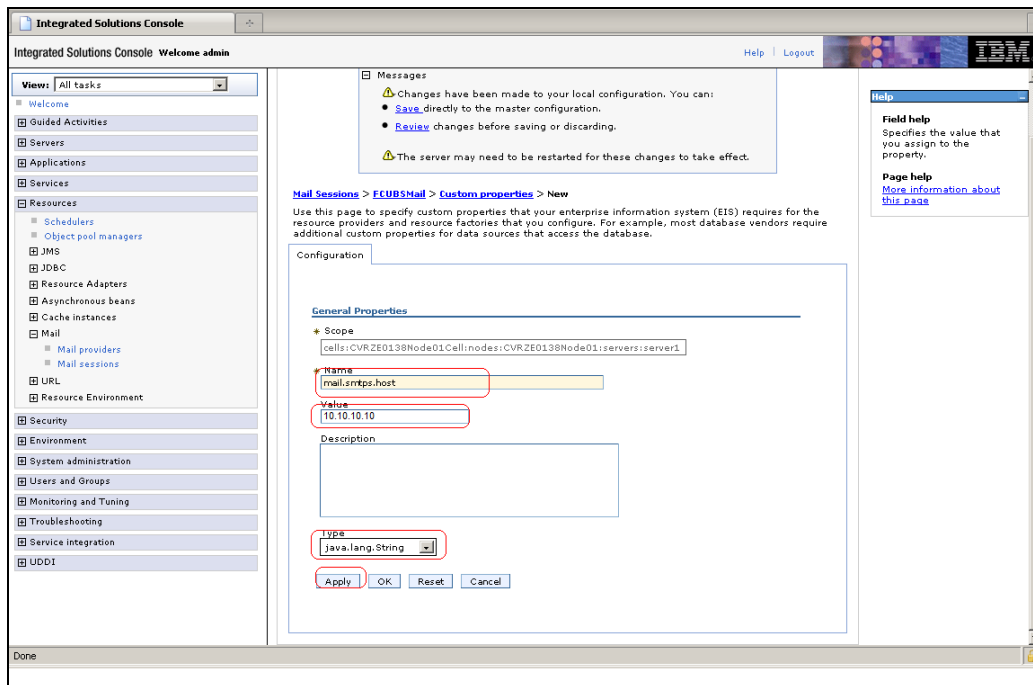 Integrated Solutions Console
Integrated Solutions Console Welcome admin
Help | Logout
IBM
View: All tasks
Welcome
Guided Activities
Servers
Applications
Services
Resources
Schedulers
Object pool managers
JMS
JDBC
Resource Adapters
Asynchronous beans
Cache instances
Mail
Mail providers
Mail sessions
URL
Resource Environment
Security
Environment
System administration
Users and Groups
Monitoring and Tuning
Troubleshooting
Service integration
UDDI
Messages
Changes have been made to your local configuration. You can:
Save directly to the master configuration.
Review changes before saving or discarding.
The server may need to be restarted for these changes to take effect.
Mail Sessions > FCUBSMail > Custom properties > New
Use this page to specify custom properties that your enterprise information system (EIS) requires for the
resource providers and resource factories that you configure. For example, most database vendors require
additional custom properties for data sources that access the database.
Configuration
General Properties
* Scope
cells:CVRZE0138Node01Cell:nodes:CVRZE0138Node01:servers:server1
* Name
mail.smtps.host
Value
10.10.10.10
Description
Type
java.lang.String
Apply OK Reset Cancel
Help
Field help
Specifies the value that
you assign to the
property.
Page help
More information about
this page
Done